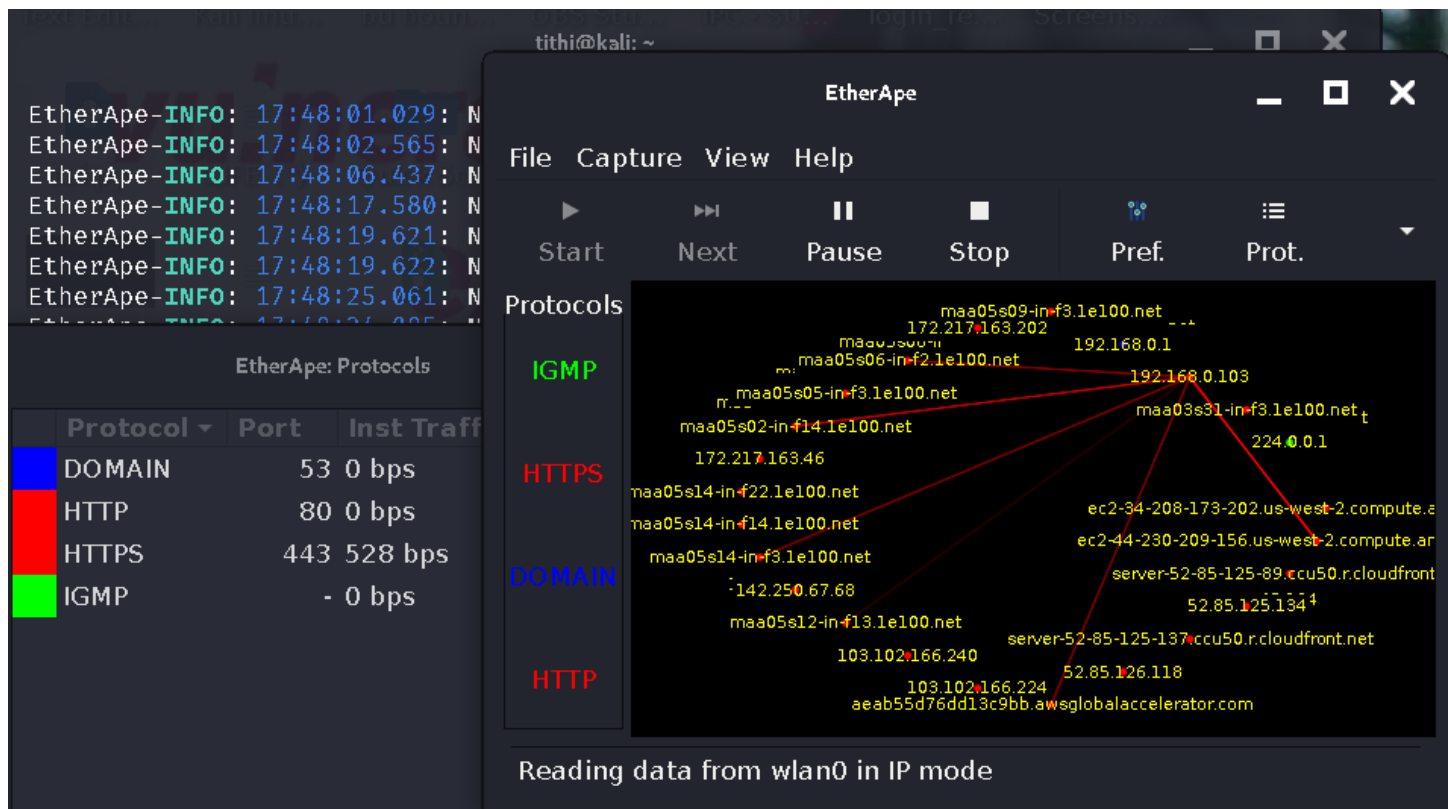 tithi@kali: ~
EtherApe-INFO: 17:48:01.029: N
EtherApe-INFO: 17:48:02.565: N
EtherApe-INFO: 17:48:06.437: N
EtherApe-INFO: 17:48:17.580: N
EtherApe-INFO: 17:48:19.621: N
EtherApe-INFO: 17:48:19.622: N
EtherApe-INFO: 17:48:25.061: N
EtherApe: Protocols
Protocol Port Inst Traff
DOMAIN 53 0 bps
HTTP 80 0 bps
HTTPS 443 528 bps
IGMP - 0 bps
EtherApe
File Capture View Help
Start Next Pause Stop Pref. Prot.
Protocols
IGMP
HTTPS
DOMAIN
HTTP
maa05s09-in-f3.1e100.net
172.217.163.202
192.168.0.1
maa05s06-in-f2.1e100.net
192.168.0.103
maa05s05-in-f3.1e100.net
maa03s31-in-f3.1e100.net
maa05s02-in-f14.1e100.net
224.0.0.1
172.217.163.46
maa05s14-in-f22.1e100.net
ec2-34-208-173-202.us-west-2.compute.a
maa05s14-in-f14.1e100.net
ec2-44-230-209-156.us-west-2.compute.ar
maa05s14-in-f3.1e100.net
server-52-85-125-89.ccu50.r.cloudfront
142.250.67.68
52.85.125.134
maa05s12-in-f13.1e100.net
server-52-85-125-137.ccu50.r.cloudfront.net
103.102.166.240
52.85.126.118
103.102.166.224
aeab55d76dd13c9bb.awsglobalaccelerator.com
Reading data from wlan0 in IP mode